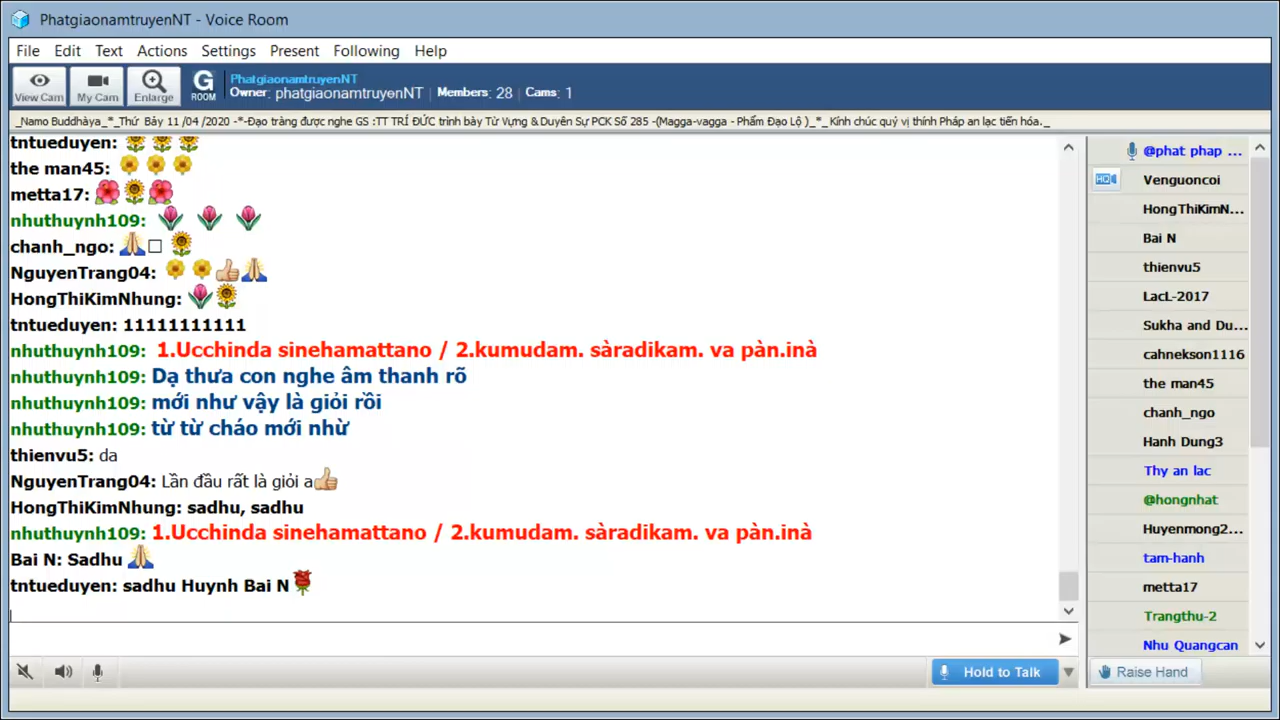 PhatgiaonamtruyenNT - Voice Room
File Edit Text Actions Settings Present Following Help
View Cam My Cam Enlarge G ROOM
PhatgiaonamtruyenNT
Owner: phatgiaonamtruyenNT | Members: 28 | Cams: 1
_Namo Buddhàya_*_Thứ Bảy 11 /04 /2020 -*-Đạo tràng được nghe GS :TT TRÍ ĐỨC trình bày Từ Vựng & Duyên Sự PCK Số 285 -(Magga-vagga - Phẩm Đạo Lộ )_*_ Kính chúc quý vị thính Pháp an lạc tiến hóa._
tntueduyen:
the man45:
metta17:
nhuthuynh109:
chanh_ngo:
NguyenTrang04:
HongThiKimNhung:
tntueduyen: 11111111111
nhuthuynh109: 1.Ucchinda sinehamattano / 2.kumudam. sàradikam. va pàn.inà
nhuthuynh109: Dạ thưa con nghe âm thanh rõ
nhuthuynh109: mới như vậy là giỏi rồi
nhuthuynh109: từ từ cháo mới nhừ
thienvu5: da
NguyenTrang04: Lần đầu rất là giỏi a
HongThiKimNhung: sadhu, sadhu
nhuthuynh109: 1.Ucchinda sinehamattano / 2.kumudam. sàradikam. va pàn.inà
Bai N: Sadhu
tntueduyen: sadhu Huynh Bai N
@phat phap ...
HQ
Venguoncoi
HongThiKimN...
Bai N
thienvu5
LacL-2017
Sukha and Du...
cahnekson1116
the man45
chanh_ngo
Hanh Dung3
Thy an lac
@hongnhat
Huyenmong2...
tam-hanh
metta17
Trangthu-2
Nhu Quangcan
Hold to Talk
Raise Hand